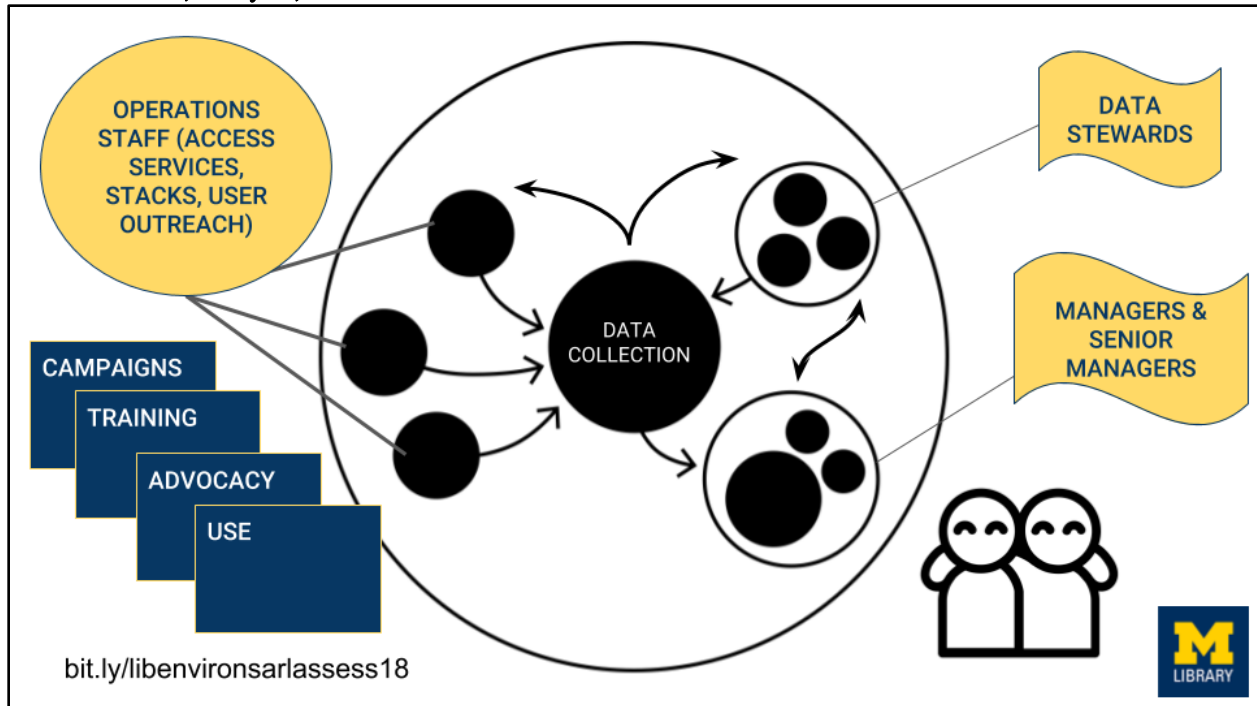 OPERATIONS
STAFF (ACCESS
SERVICES,
STACKS, USER
OUTREACH)
DATA
STEWARDS
DATA
COLLECTION
MANAGERS &
SENIOR
MANAGERS
CAMPAIGNS
TRAINING
ADVOCACY
USE
bit.ly/libenvironsarlassess18
M
LIBRARY